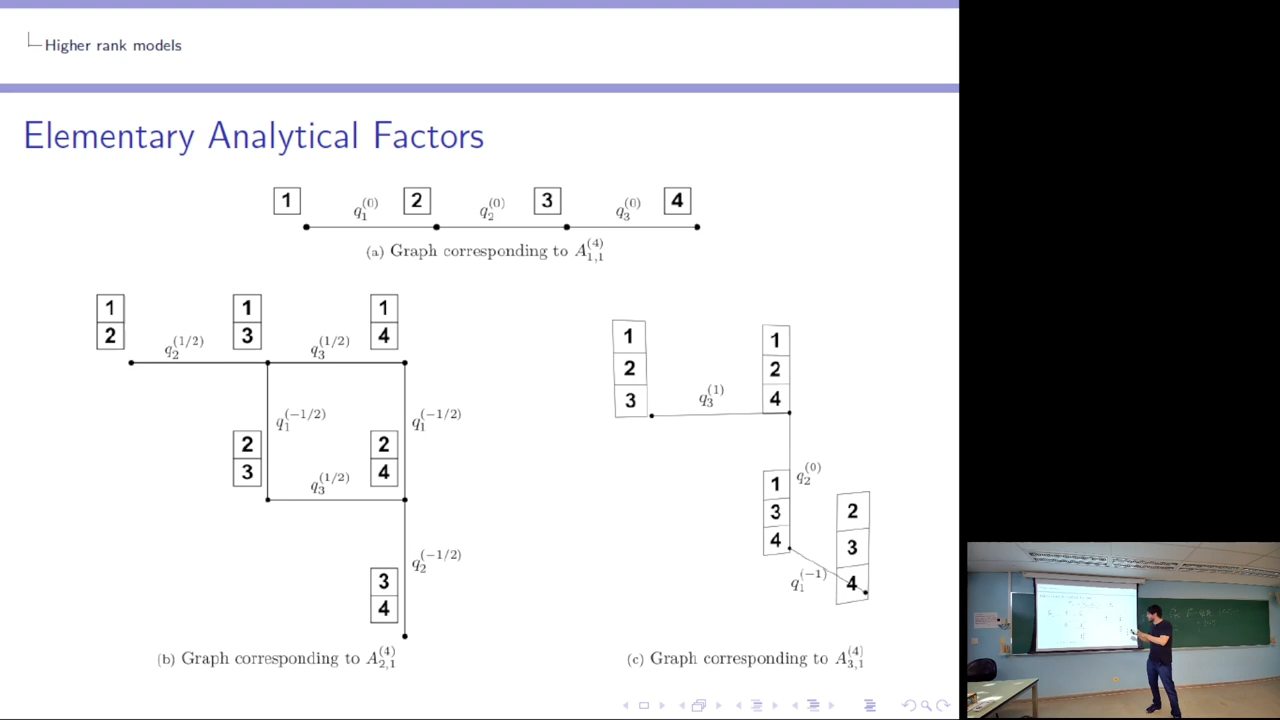 Higher rank models
Elementary Analytical Factors
1 2 3 4
q_1^{(0)} q_2^{(0)} q_3^{(0)}
(a) Graph corresponding to A_{1,1}^{(4)}
1 1 1
2 3 4
q_2^{(1/2)} q_3^{(1/2)}
q_1^{(-1/2)} q_1^{(-1/2)}
2 2
3 4
q_3^{(1/2)}
q_2^{(-1/2)}
3
4
(b) Graph corresponding to A_{2,1}^{(4)}
1 1
2 2
3 4
q_3^{(1)}
q_2^{(0)}
1 2
3 3
4 4
q_1^{(-1)}
(c) Graph corresponding to A_{3,1}^{(4)}